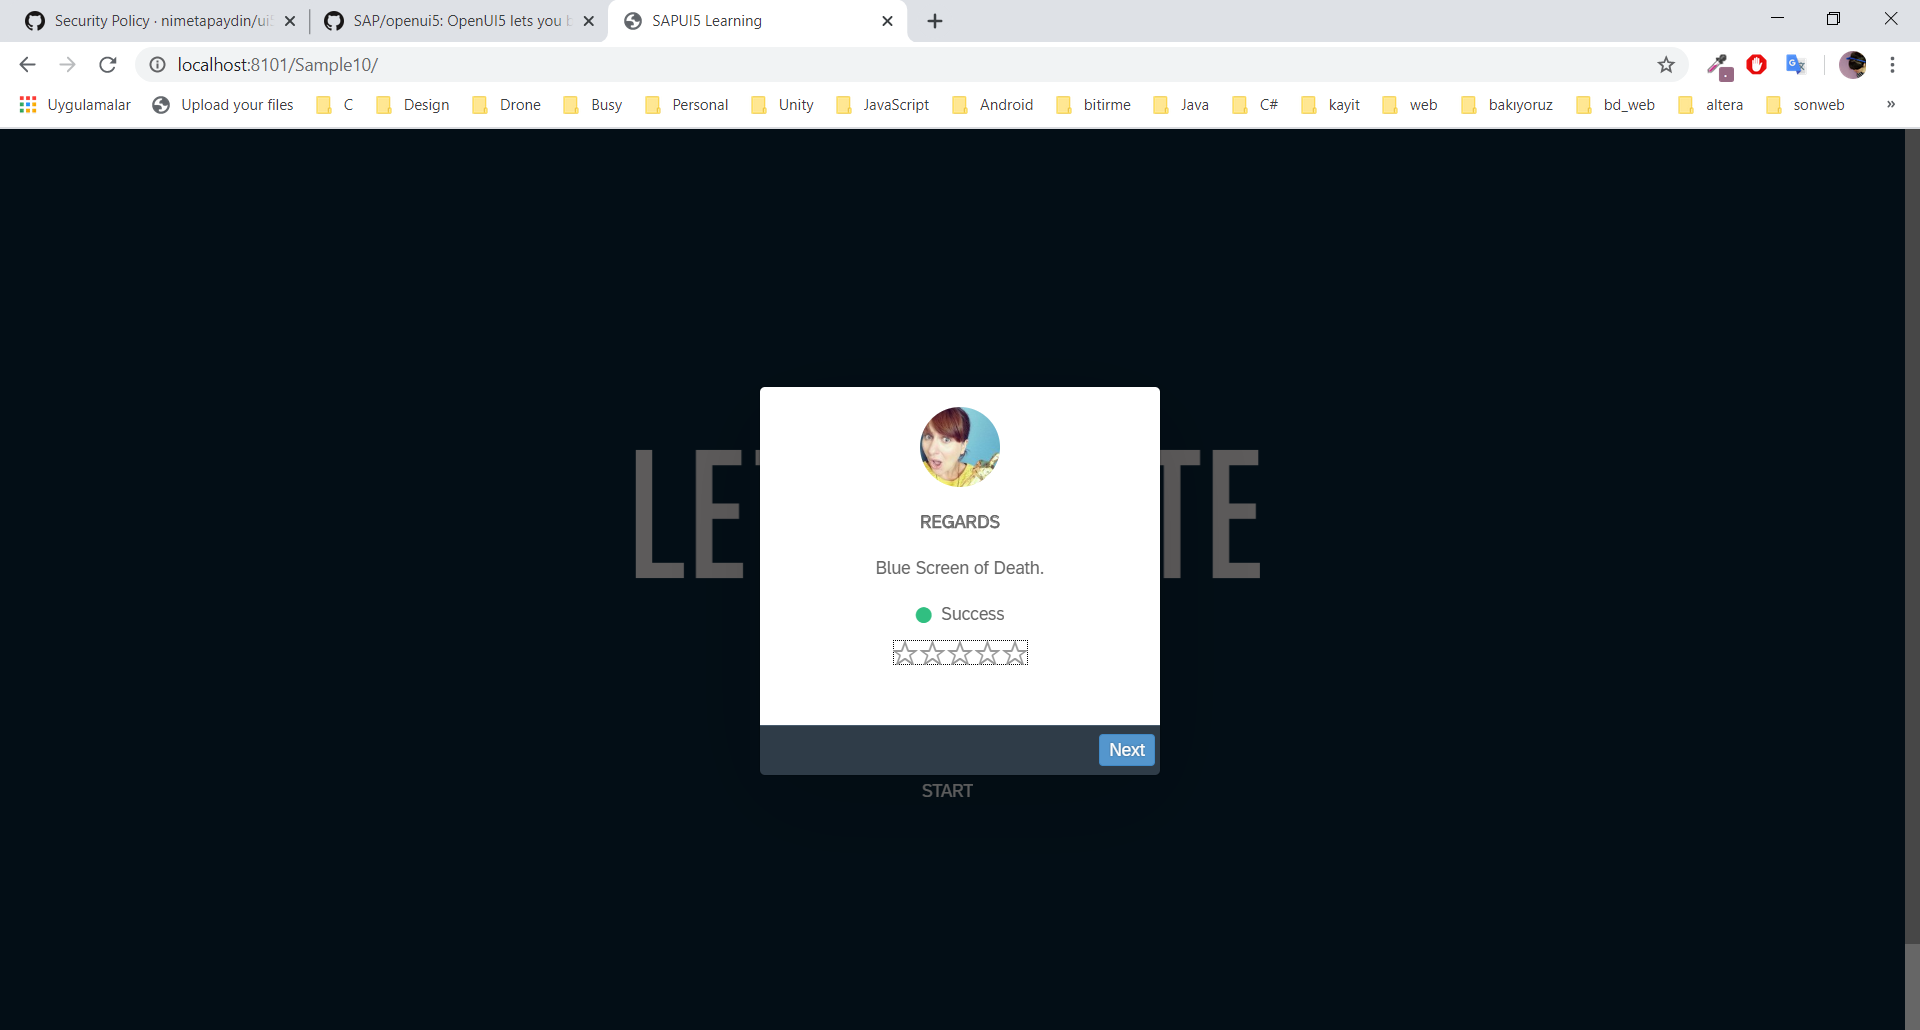 Security Policy · nimetapaydin/ui5
SAP/openui5: OpenUI5 lets you b
SAPUI5 Learning
localhost:8101/Sample10/
Uygulamalar
Upload your files
C
Design
Drone
Busy
Personal
Unity
JavaScript
Android
bitirme
Java
C#
kayit
web
bakıyoruz
bd_web
altera
sonweb
»
LET
TE
REGARDS
Blue Screen of Death.
Success
Next
START